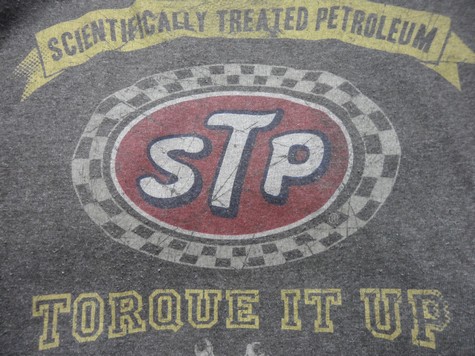 SCIENTIFICALLY TREATED PETROLEUM
STP
®
TORQUE IT UP